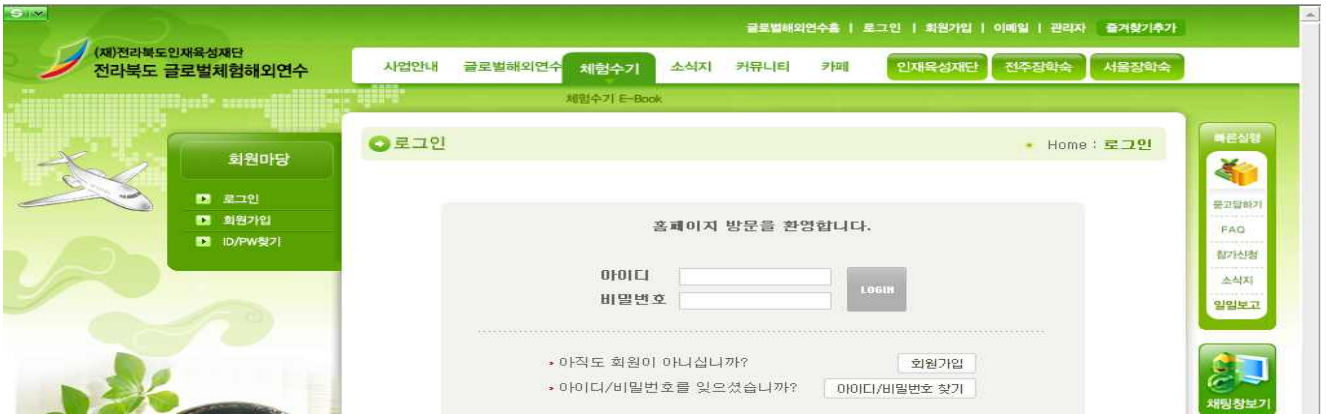 글로벌해외연수홈 | 로그인 | 회원가입 | 이메일 | 관리자 즐겨찾기추가
(재)전라북도인재육성재단
전라북도 글로벌체험해외연수
사업안내 글로벌해외연수 체험수기 소식지 커뮤니티 카페 인재육성재단 전주장학숙 서울장학숙
체험수기 E-Book
회원마당
로그인
회원가입
ID/PW찾기
로그인
Home : 로그인
홈페이지 방문을 환영합니다.
아이디
비밀번호
LOGIN
아직도 회원이 아니십니까? 회원가입
아이디/비밀번호를 잊으셨습니까? 아이디/비밀번호 찾기
빠른실행
묻고답하기
FAQ
참가신청
소식지
일일보고
채팅창보기